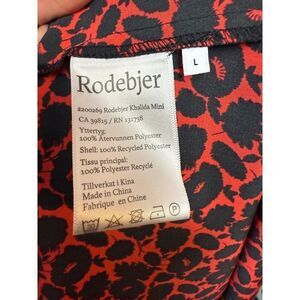 Rodebjer
L
2200269 Rodebjer Khalida Mini
CA 39815 / RN 131738
Yttertyg:
100% Återvunnen Polyester
Shell: 100% Recycled Polyester
Tissu principal:
100% Polyester Recyclé
Tillverkat i Kina
Made in China
Fabrique en Chine
P